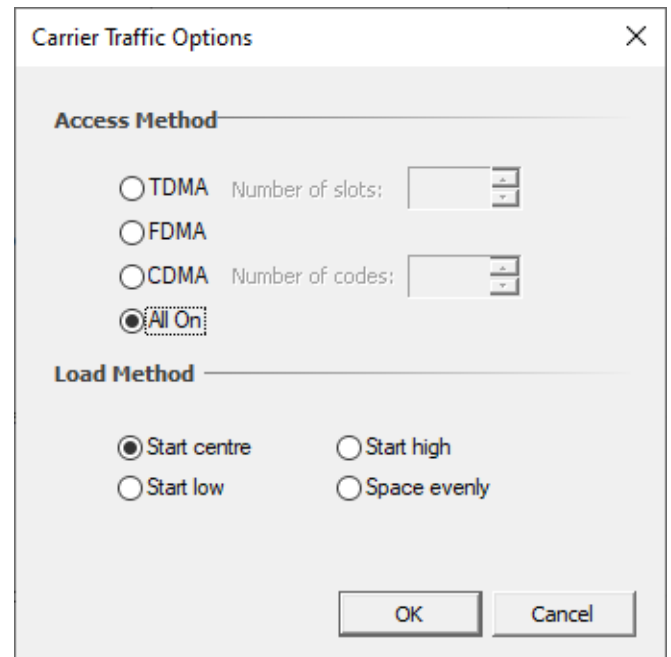 Carrier Traffic Options
Access Method
TDMA Number of slots:
FDMA
CDMA Number of codes:
All On
Load Method
Start centre Start high
Start low Space evenly
OK Cancel